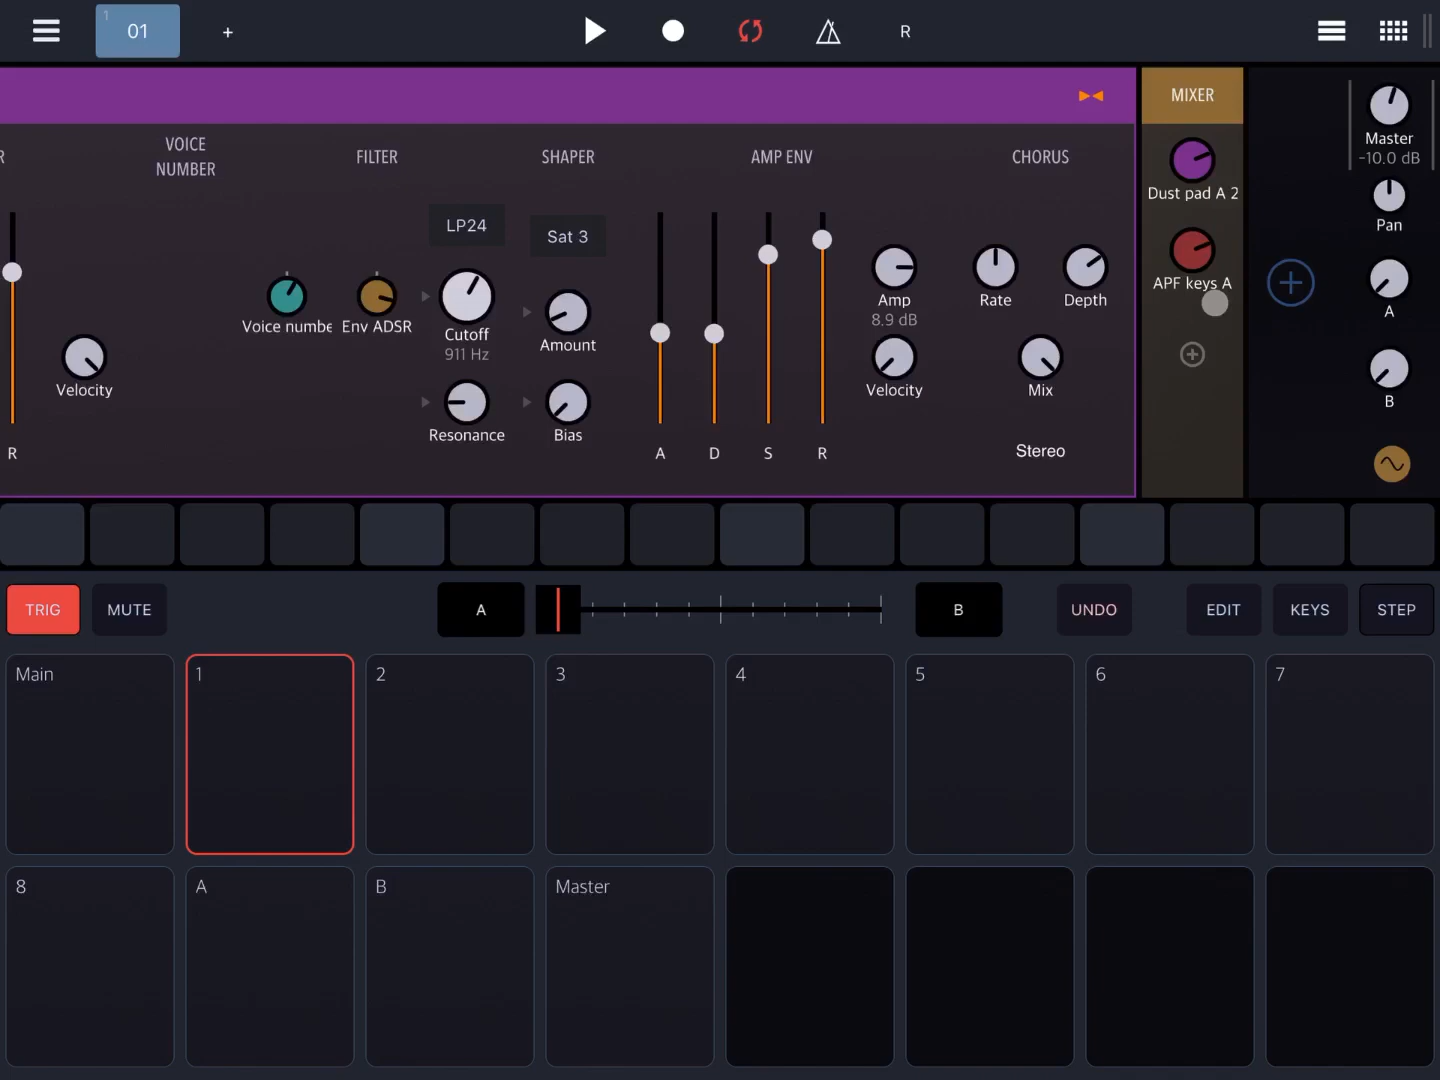 1
01
+
R
MIXER
VOICE
NUMBER
FILTER
SHAPER
AMP ENV
CHORUS
Master
-10.0 dB
Dust pad A 2
LP24
Sat 3
Pan
APF keys A
Amp
8.9 dB
Rate
Depth
A
Voice numbe
Env ADSR
Cutoff
911 Hz
Amount
Velocity
Velocity
Mix
B
Resonance
Bias
R
A
D
S
R
Stereo
TRIG
MUTE
A
B
UNDO
EDIT
KEYS
STEP
Main
1
2
3
4
5
6
7
8
A
B
Master